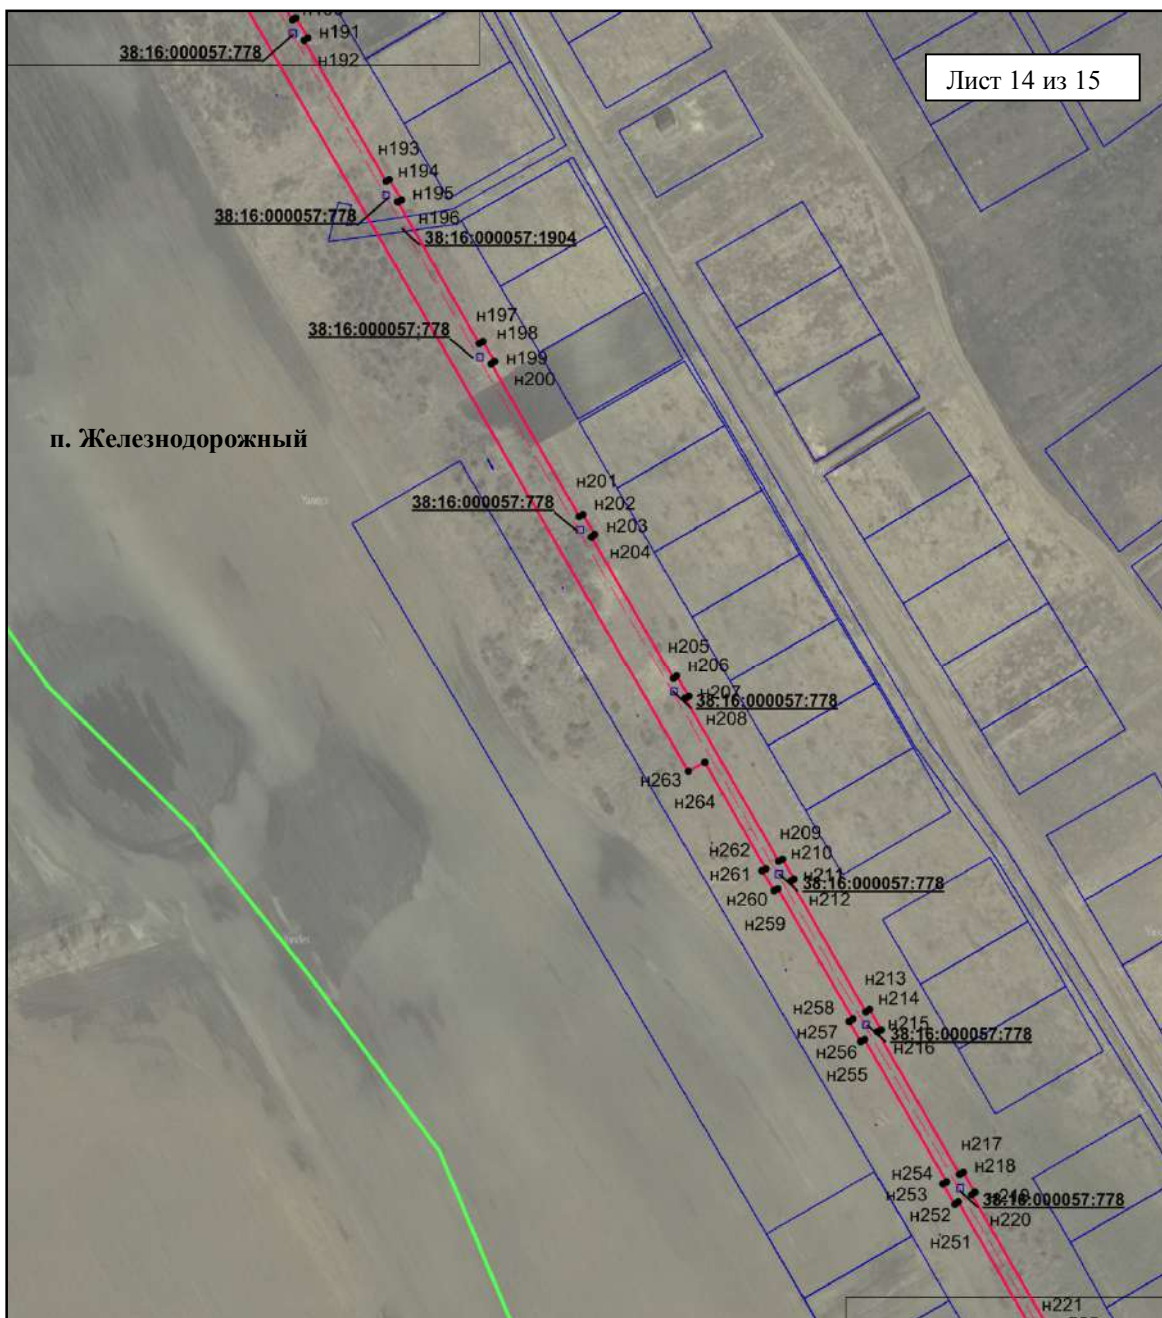 н191
38:16:000057:778
н192
Лист 14 из 15
н193
н194
н195
38:16:000057:778
н196
38:16:000057:1904
н197
38:16:000057:778
н198
н199
н200
п. Железнодорожный
н201
Yandex
38:16:000057:778
н202
н203
н204
н205
н206
н207
38:16:000057:778
н208
н263
н264
н209
н262
н210
н261
н211
38:16:000057:778
н260
н212
н259
Yandex
н213
н258
н214
н257
н215
38:16:000057:778
н256
н216
н255
н217
н254
н218
н253
н219
38:16:000057:778
н252
н220
н251
н221